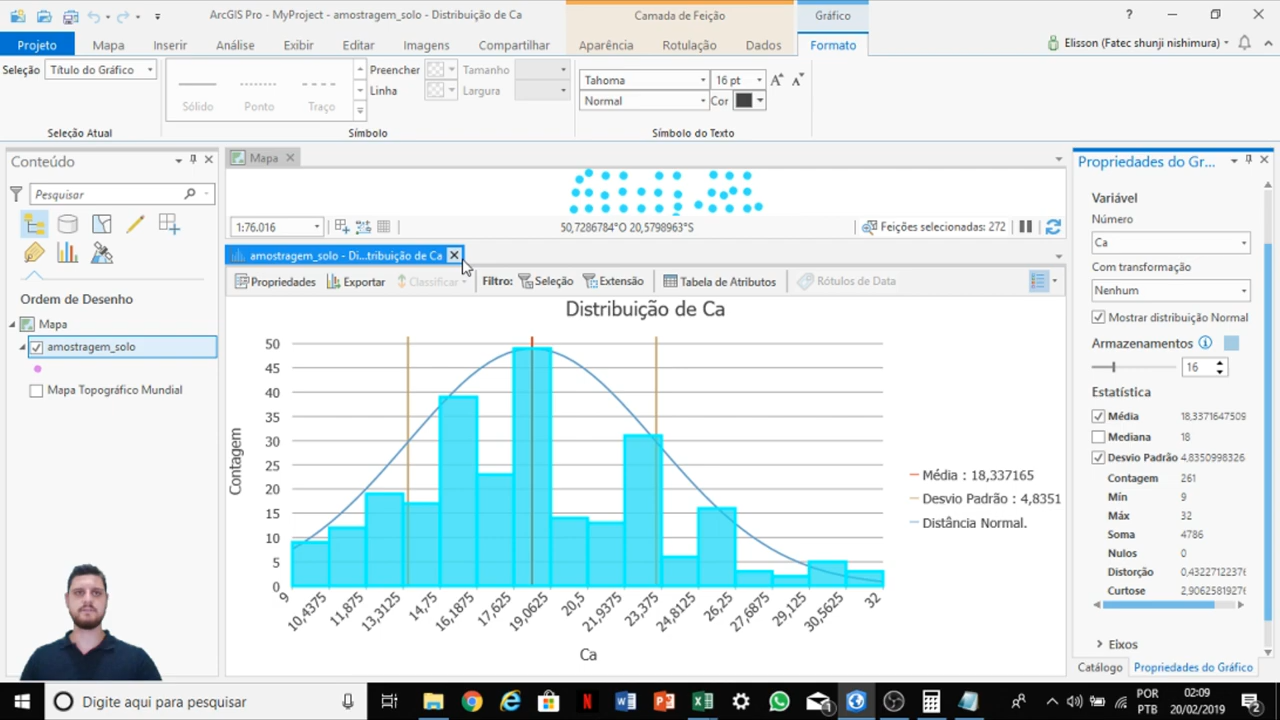 ArcGIS Pro - MyProject - amostragem_solo - Distribuição de Ca
Camada de Feição
Gráfico
?
Projeto
Mapa
Inserir
Análise
Exibir
Editar
Imagens
Compartilhar
Aparência
Rotulação
Dados
Formato
Elisson (Fatec shunji nishimura)
Seleção
Título do Gráfico
Sólido
Ponto
Traço
Preencher
Linha
Tamanho
Largura
Tahoma
16 pt
Normal
Cor
Seleção Atual
Símbolo
Símbolo do Texto
Conteúdo
Pesquisar
Ordem de Desenho
Mapa
amostragem_solo
Mapa Topográfico Mundial
Mapa
1:76.016
50,7286784°O 20,5798963°S
Feições selecionadas: 272
amostragem_solo - Di...tribuição de Ca
Propriedades
Exportar
Classificar
Filtro:
Seleção
Extensão
Tabela de Atributos
Rótulos de Data
Distribuição de Ca
Contagem
50
45
40
35
30
25
20
15
10
5
0
9
10,4375
11,875
13,3125
14,75
16,1875
17,625
19,0625
20,5
21,9375
23,375
24,8125
26,25
27,6875
29,125
30,5625
32
Ca
Média : 18,337165
Desvio Padrão : 4,8351
Distância Normal.
Propriedades do Gr...
Variável
Número
Ca
Com transformação
Nenhum
Mostrar distribuição Normal
Armazenamentos
16
Estatística
Média 18,3371647509
Mediana 18
Desvio Padrão 4,8350998326
Contagem 261
Mín 9
Máx 32
Soma 4786
Nulos 0
Distorção 0,4322712237
Curtose 2,9062581927
Eixos
Catálogo
Propriedades do Gráfico
Digite aqui para pesquisar
POR
PTB
02:09
20/02/2019
2